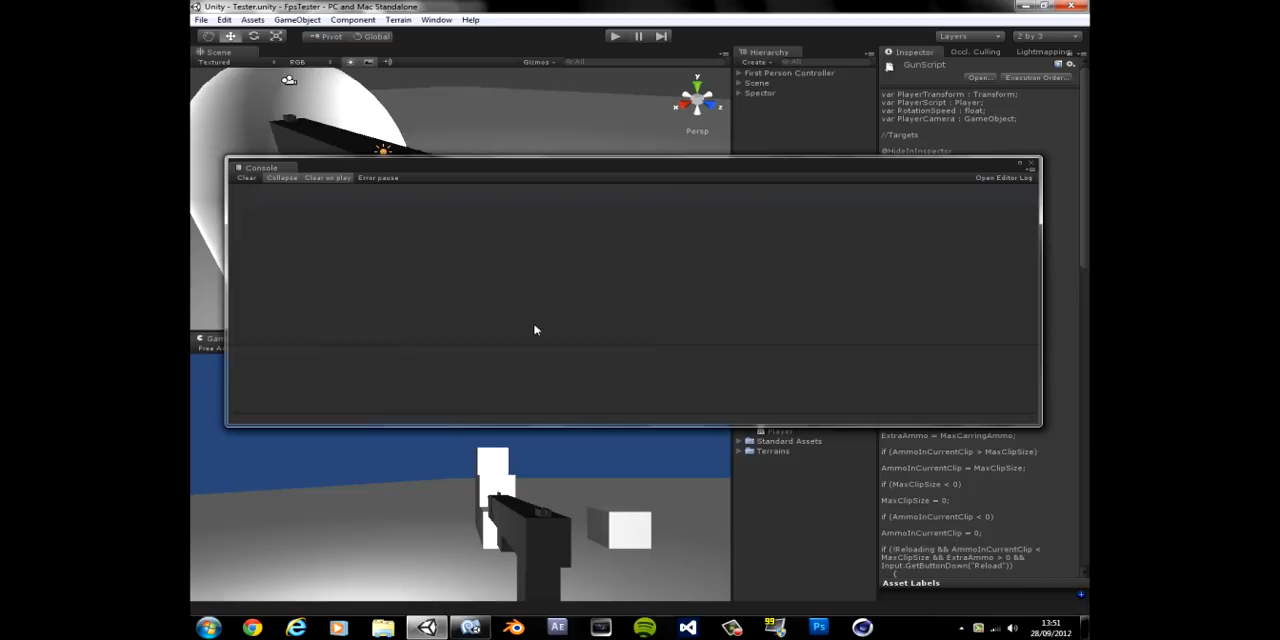 Unity - Tester.unity - FpsTester - PC and Mac Standalone
File Edit Assets GameObject Component Terrain Window Help
Pivot Global Layers 2 by 3
Scene
Textured RGB Gizmos All
y
x z
Persp
Hierarchy
Create All
First Person Controller
Scene
Spector
Inspector Occl. Culling Lightmapping
GunScript
Open... Execution Order...
var PlayerTransform : Transform;
var PlayerScript : Player;
var RotationSpeed : float;
var PlayerCamera : GameObject;
//Targets
@HideInInspector
Console
Clear Collapse Clear on play Error pause Open Editor Log
Gam
Free A
Player
Standard Assets
Terrains
ExtraAmmo = MaxCarringAmmo;
if (AmmoInCurrentClip > MaxClipSize)
AmmoInCurrentClip = MaxClipSize;
if (MaxClipSize < 0)
MaxClipSize = 0;
if (AmmoInCurrentClip < 0)
AmmoInCurrentClip = 0;
if (!Reloading && AmmoInCurrentClip <
MaxClipSize && ExtraAmmo > 0 &&
Input.GetButtonDown("Reload"))
{
Asset Labels
AE 99 Ps
13:51
28/09/2012